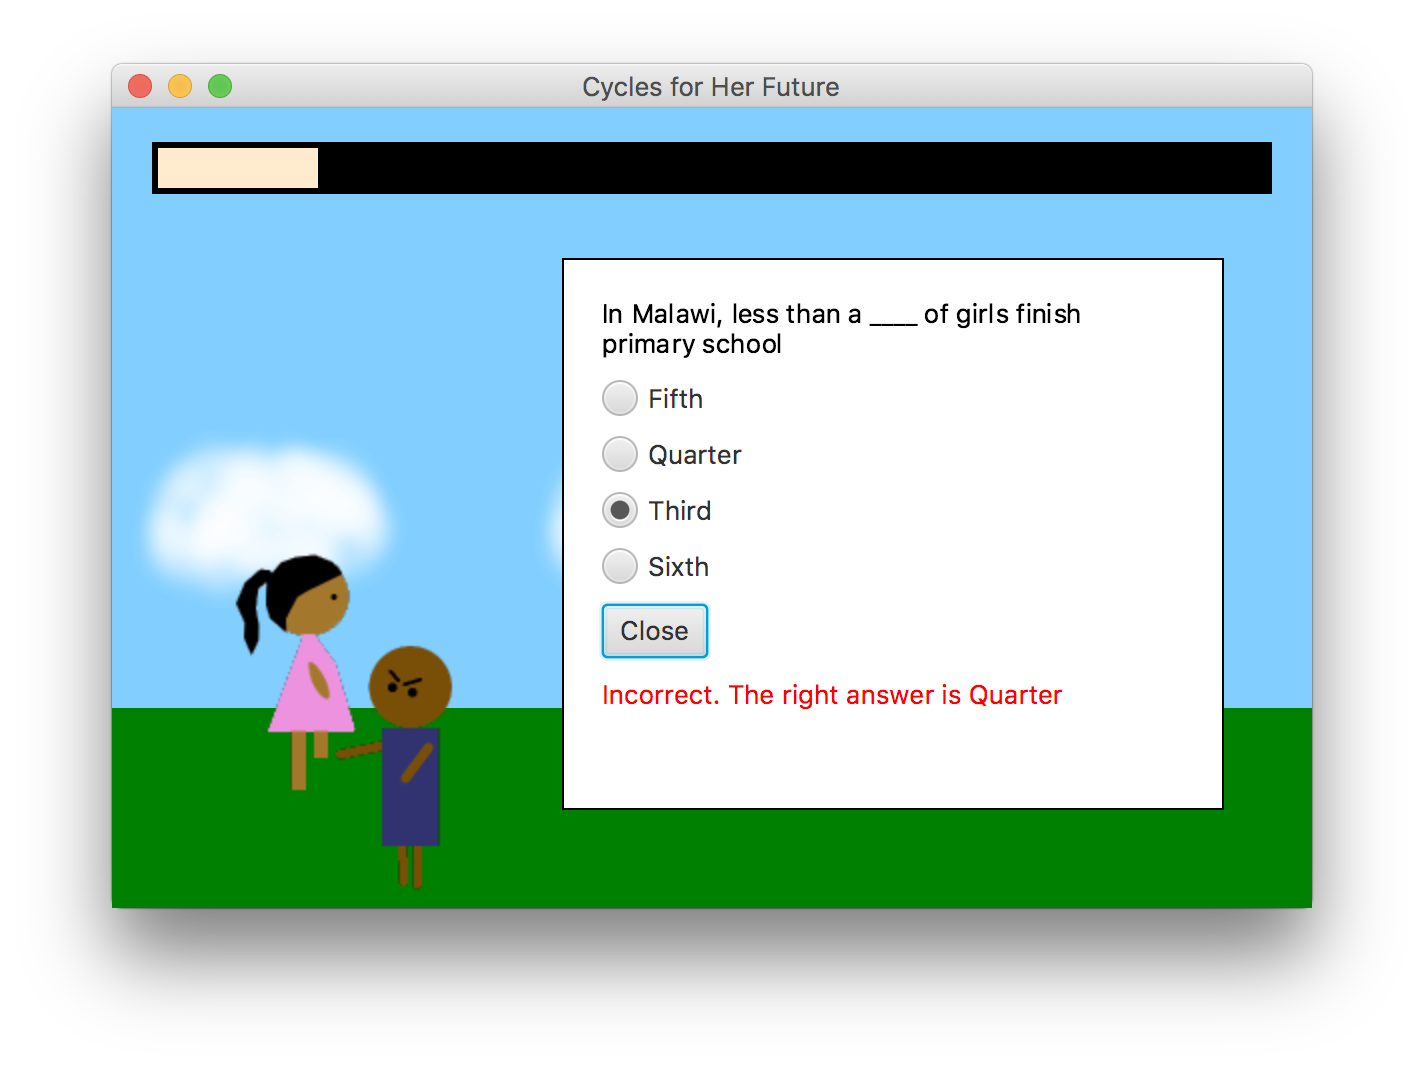 Cycles for Her Future
In Malawi, less than a ____ of girls finish
primary school
Fifth
Quarter
Third
Sixth
Close
Incorrect. The right answer is Quarter